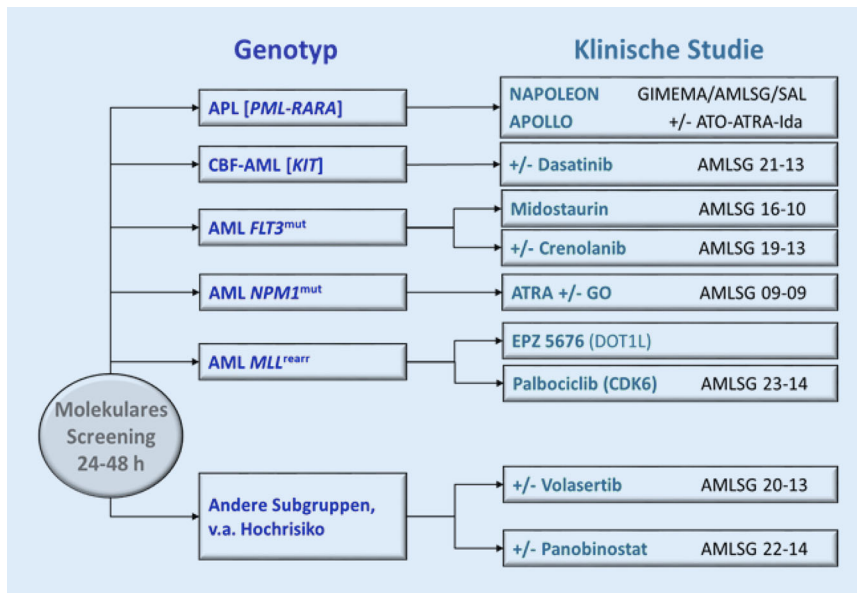 Genotyp
Klinische Studie
APL [PML-RARA]
NAPOLEON GIMEMA/AMLSG/SAL
APOLLO +/- ATO-ATRA-Ida
CBF-AML [KIT]
+/- Dasatinib AMLSG 21-13
AML FLT3mut
Midostaurin AMLSG 16-10
+/- Crenolanib AMLSG 19-13
AML NPM1mut
ATRA +/- GO AMLSG 09-09
AML MLLrearr
EPZ 5676 (DOT1L)
Palbociclib (CDK6) AMLSG 23-14
Molekulares
Screening
24-48 h
Andere Subgruppen,
v.a. Hochrisiko
+/- Volasertib AMLSG 20-13
+/- Panobinostat AMLSG 22-14